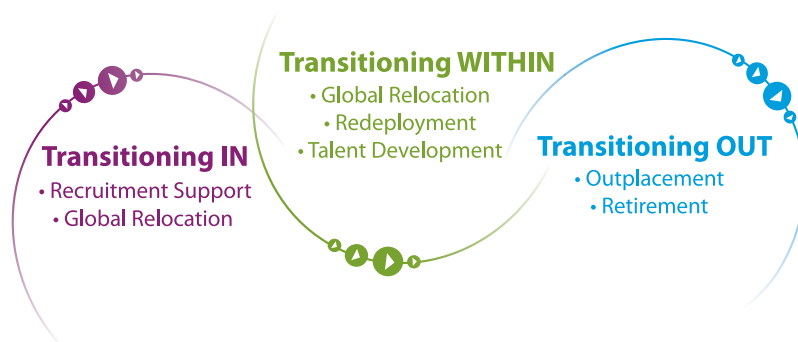 Transitioning IN
• Recruitment Support
• Global Relocation
Transitioning WITHIN
• Global Relocation
• Redeployment
• Talent Development
Transitioning OUT
• Outplacement
• Retirement